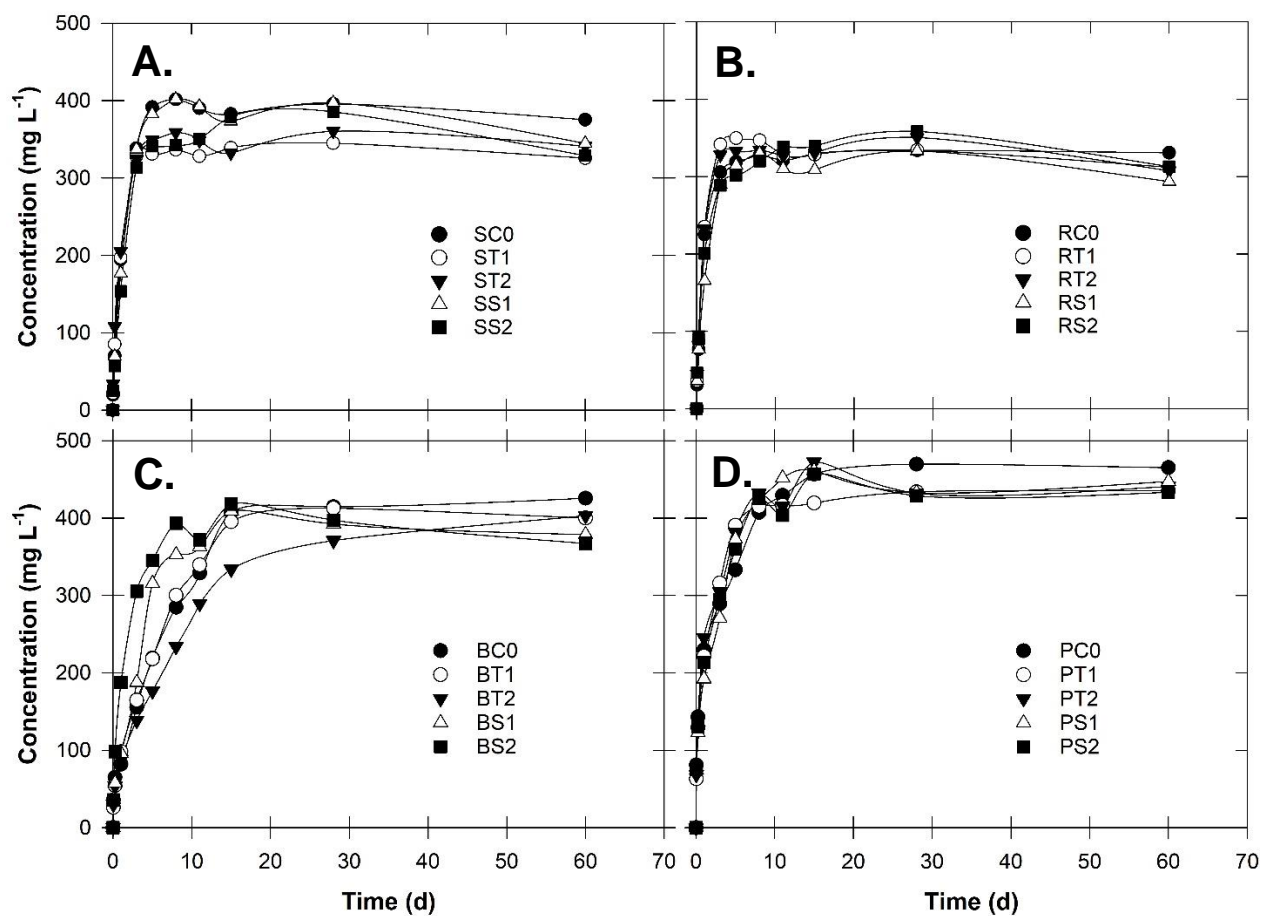 A.
B.
500
400
300
200
100
0
Concentration (mg L⁻¹)
SC0
ST1
ST2
SS1
SS2
RC0
RT1
RT2
RS1
RS2
C.
D.
500
400
300
200
100
0
Concentration (mg L⁻¹)
BC0
BT1
BT2
BS1
BS2
PC0
PT1
PT2
PS1
PS2
0 10 20 30 40 50 60 70
0 10 20 30 40 50 60 70
Time (d)
Time (d)